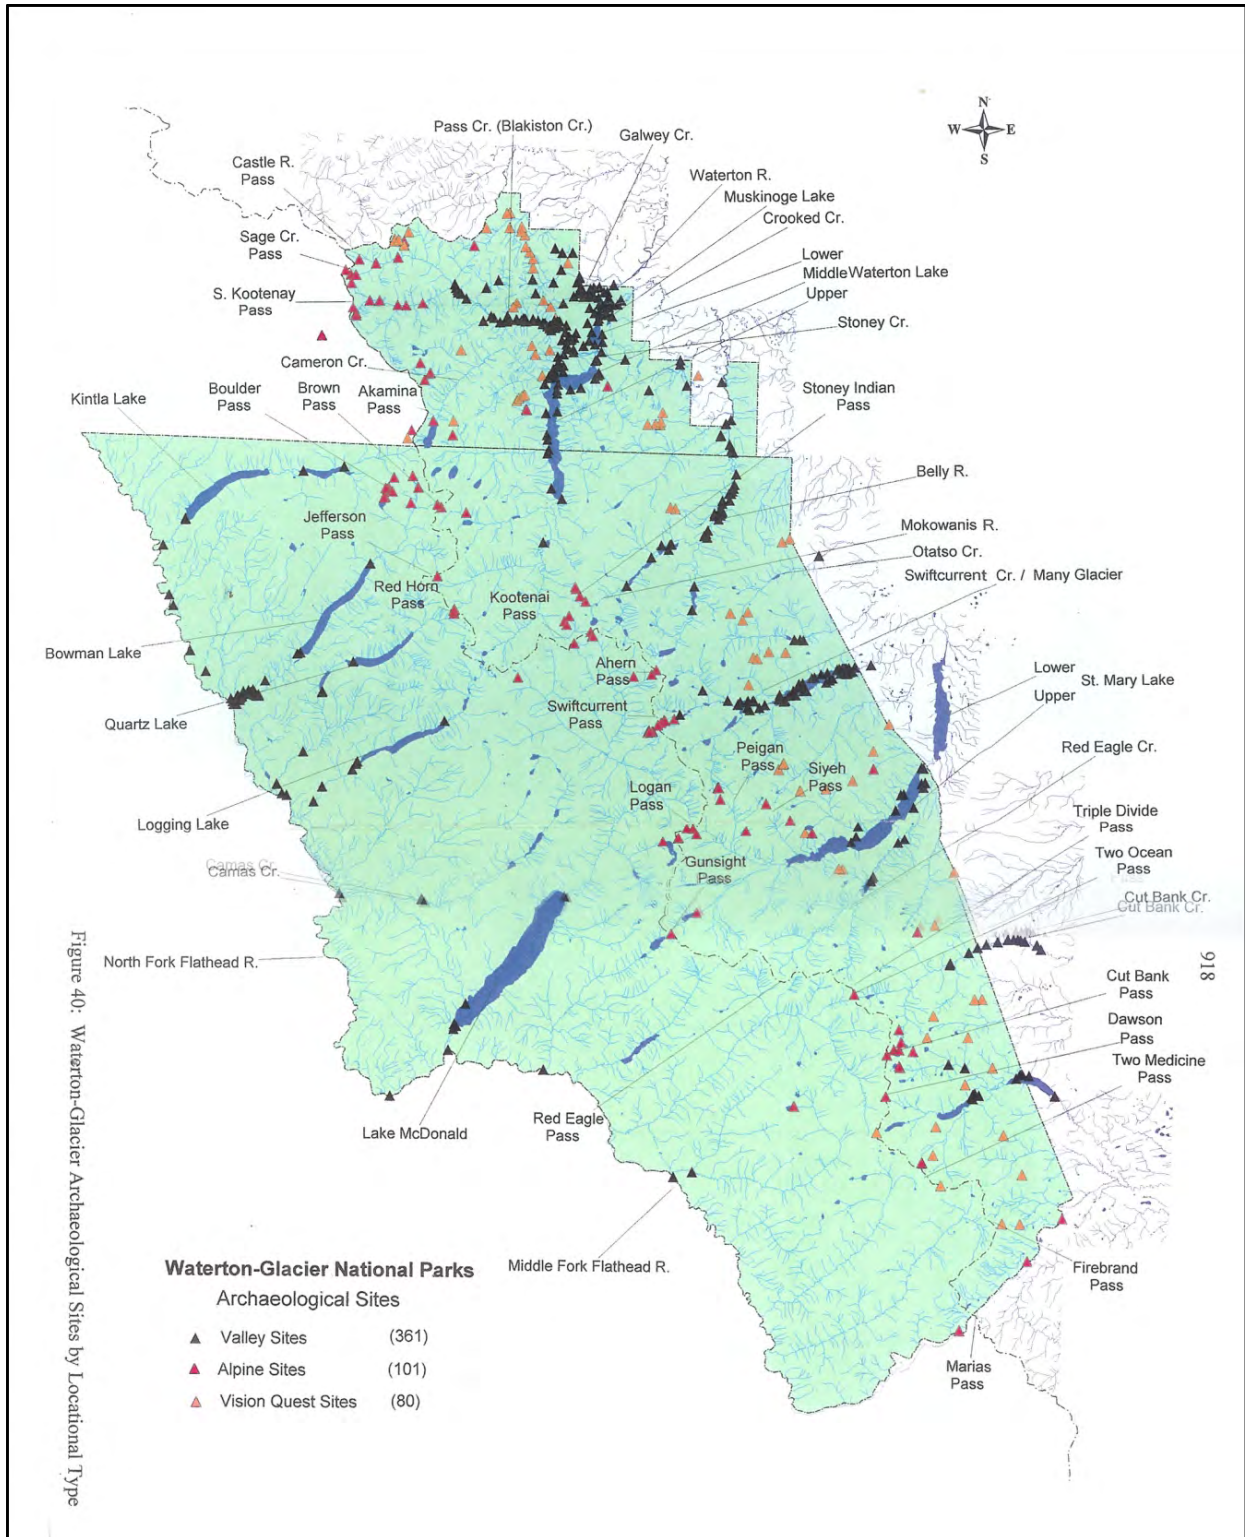 N
W E
S
Pass Cr. (Blakiston Cr.)
Galwey Cr.
Castle R.
Pass
Waterton R.
Muskinoge Lake
Crooked Cr.
Sage Cr.
Pass
Lower
Middle Waterton Lake
Upper
S. Kootenay
Pass
Stoney Cr.
Cameron Cr.
Boulder
Pass
Brown
Pass
Akamina
Pass
Kintla Lake
Stoney Indian
Pass
Belly R.
Jefferson
Pass
Mokowanis R.
Otatso Cr.
Swiftcurrent Cr. / Many Glacier
Red Horn
Pass
Kootenai
Pass
Bowman Lake
Ahern
Pass
Lower
St. Mary Lake
Upper
Quartz Lake
Swiftcurrent
Pass
Red Eagle Cr.
Peigan
Pass
Siyeh
Pass
Logan
Pass
Logging Lake
Triple Divide
Pass
Two Ocean
Pass
Gunsight
Pass
Camas Cr.
Camas Cr.
Cut Bank Cr.
Cut Bank Cr.
North Fork Flathead R.
918
Cut Bank
Pass
Dawson
Pass
Two Medicine
Pass
Lake McDonald
Red Eagle
Pass
Middle Fork Flathead R.
Firebrand
Pass
Marias
Pass
Waterton-Glacier National Parks
Archaeological Sites
Valley Sites (361)
Alpine Sites (101)
Vision Quest Sites (80)
Figure 40: Waterton-Glacier Archaeological Sites by Locational Type